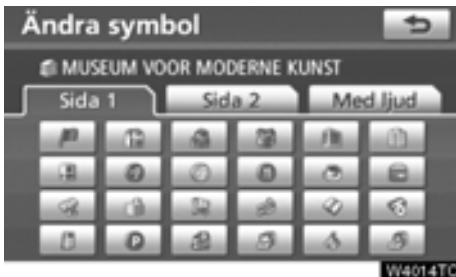 Ändra symbol
MUSEUM VOOR MODERNE KUNST
Sida 1 Sida 2 Med ljud
P
W4014TC